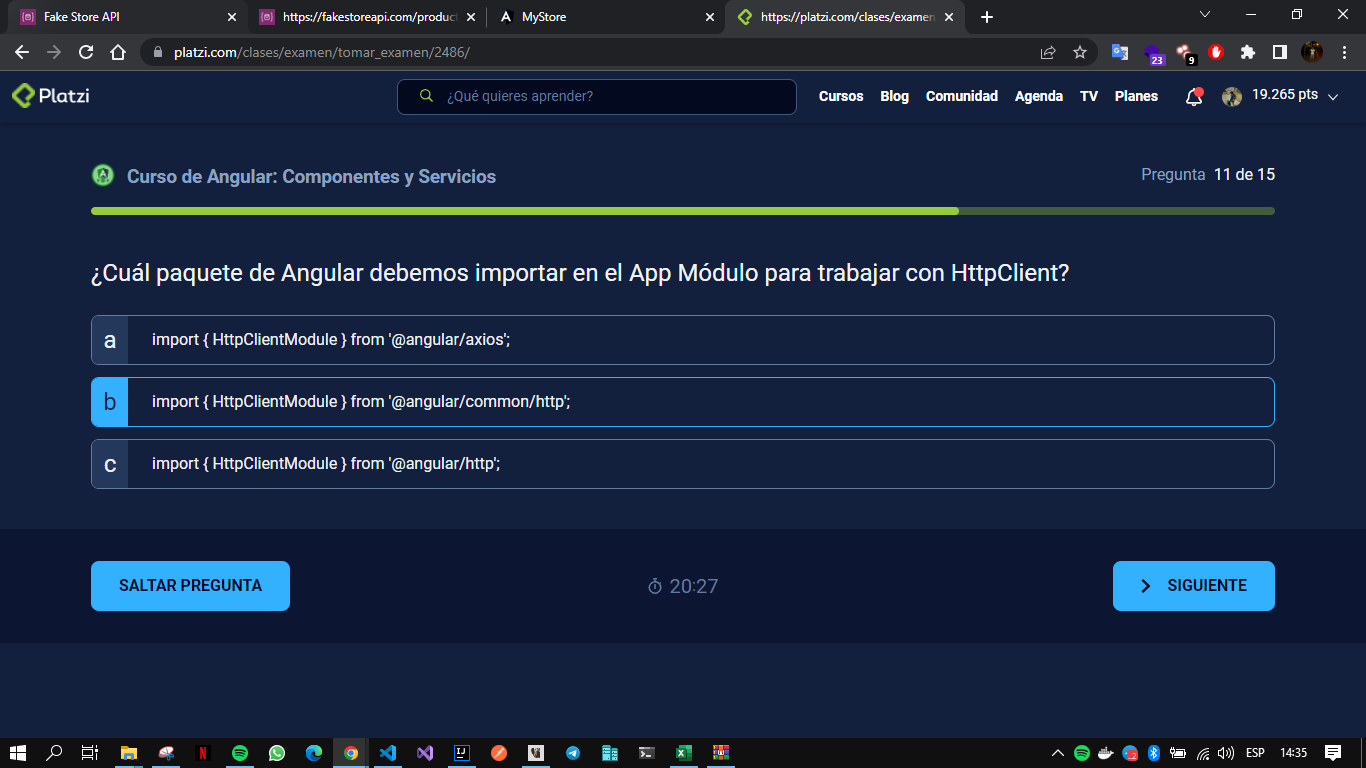 Fake Store API
https://fakestoreapi.com/product
MyStore
https://platzi.com/clases/examen
platzi.com/clases/examen/tomar_examen/2486/
23
9
Platzi
¿Qué quieres aprender?
Cursos
Blog
Comunidad
Agenda
TV
Planes
19.265 pts
Curso de Angular: Componentes y Servicios
Pregunta 11 de 15
¿Cuál paquete de Angular debemos importar en el App Módulo para trabajar con HttpClient?
a
import { HttpClientModule } from '@angular/axios';
b
import { HttpClientModule } from '@angular/common/http';
c
import { HttpClientModule } from '@angular/http';
SALTAR PREGUNTA
20:27
SIGUIENTE
ESP
14:35